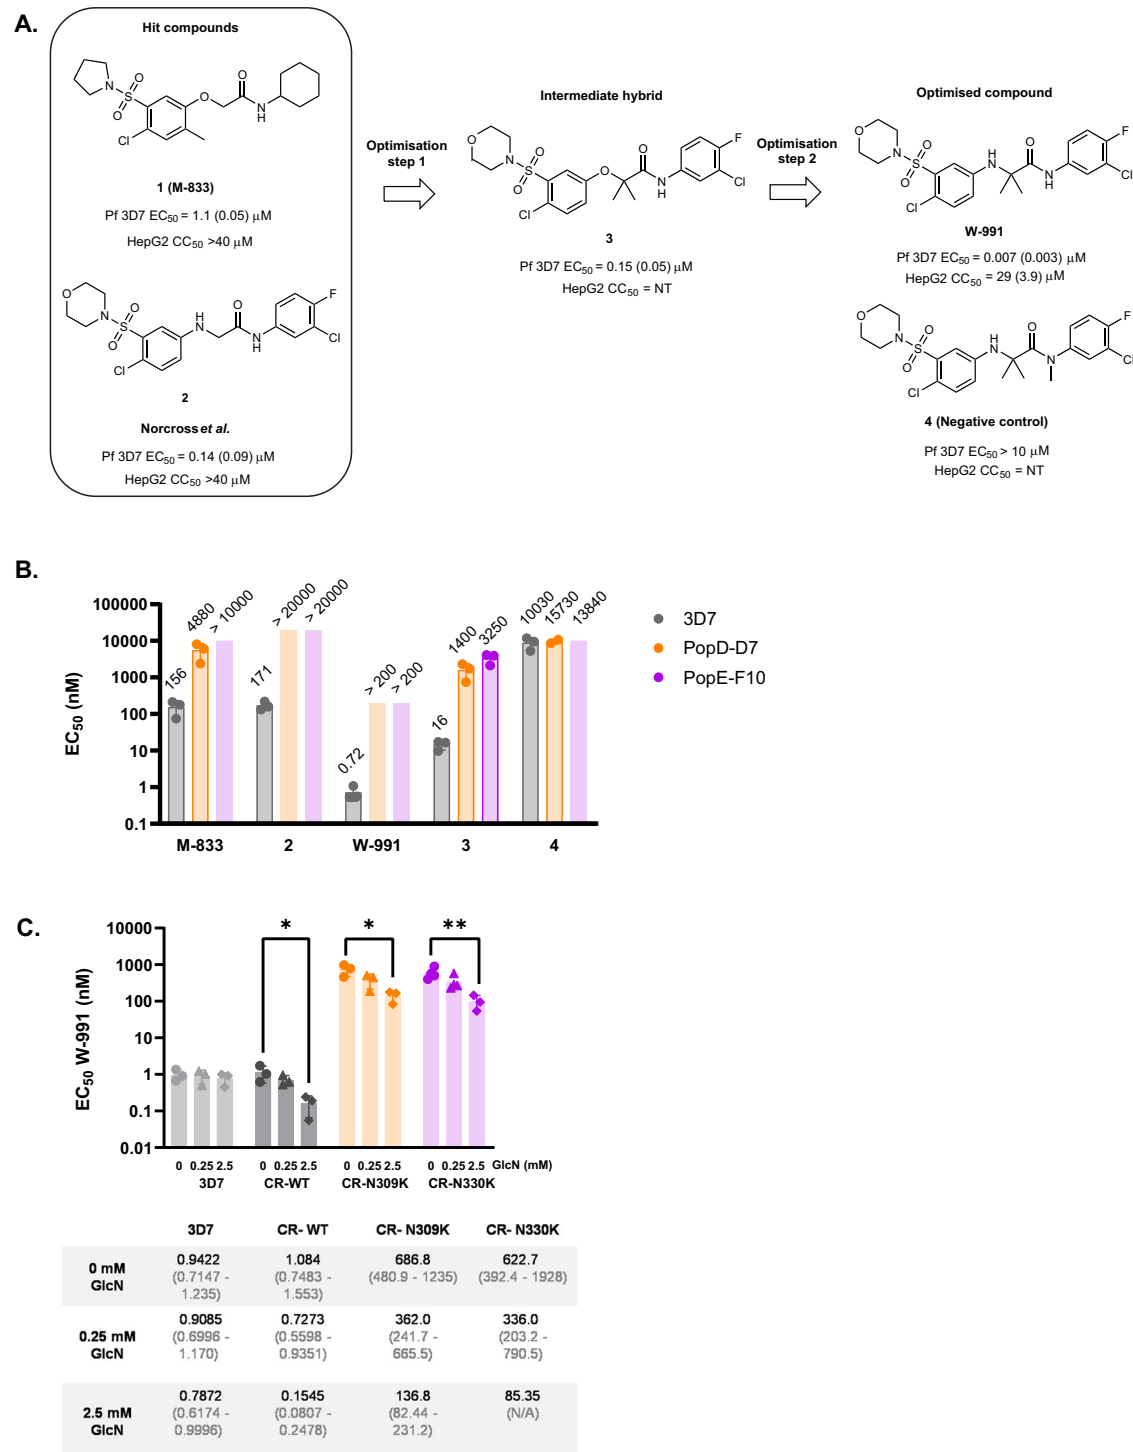 A.
Hit compounds
N
S
O
O
O
O
N
H
Cl
1 (M-833)
Pf 3D7 EC50 = 1.1 (0.05) μM
HepG2 CC50 >40 μM
O
N
S
O
O
H
N
O
N
H
F
Cl
Cl
2
Norcross et al.
Pf 3D7 EC50 = 0.14 (0.09) μM
HepG2 CC50 >40 μM
Optimisation
step 1
Intermediate hybrid
O
N
S
O
O
O
O
N
H
F
Cl
Cl
3
Pf 3D7 EC50 = 0.15 (0.05) μM
HepG2 CC50 = NT
Optimisation
step 2
Optimised compound
O
N
S
O
O
H
N
O
N
H
F
Cl
Cl
W-991
Pf 3D7 EC50 = 0.007 (0.003) μM
HepG2 CC50 = 29 (3.9) μM
O
N
S
O
O
H
N
O
N
F
Cl
Cl
4 (Negative control)
Pf 3D7 EC50 > 10 μM
HepG2 CC50 = NT
B.
EC50 (nM)
100000
10000
1000
100
10
1
0.1
156
4880
> 10000
171
> 20000
> 20000
0.72
> 200
> 200
16
1400
3250
10030
15730
13840
M-833 2 W-991 3 4
3D7
PopD-D7
PopE-F10
C.
EC50 W-991 (nM)
10000
1000
100
10
1
0.1
0.01
* * **
0 0.25 2.5 0 0.25 2.5 0 0.25 2.5 0 0.25 2.5 GlcN (mM)
3D7 CR-WT CR-N309K CR-N330K
3D7 CR- WT CR- N309K CR- N330K
0 mM
GlcN
0.9422
(0.7147 -
1.235)
1.084
(0.7483 -
1.553)
686.8
(480.9 - 1235)
622.7
(392.4 - 1928)
0.25 mM
GlcN
0.9085
(0.6996 -
1.170)
0.7273
(0.5598 -
0.9351)
362.0
(241.7 -
665.5)
336.0
(203.2 -
790.5)
2.5 mM
GlcN
0.7872
(0.6174 -
0.9996)
0.1545
(0.0807 -
0.2478)
136.8
(82.44 -
231.2)
85.35
(N/A)